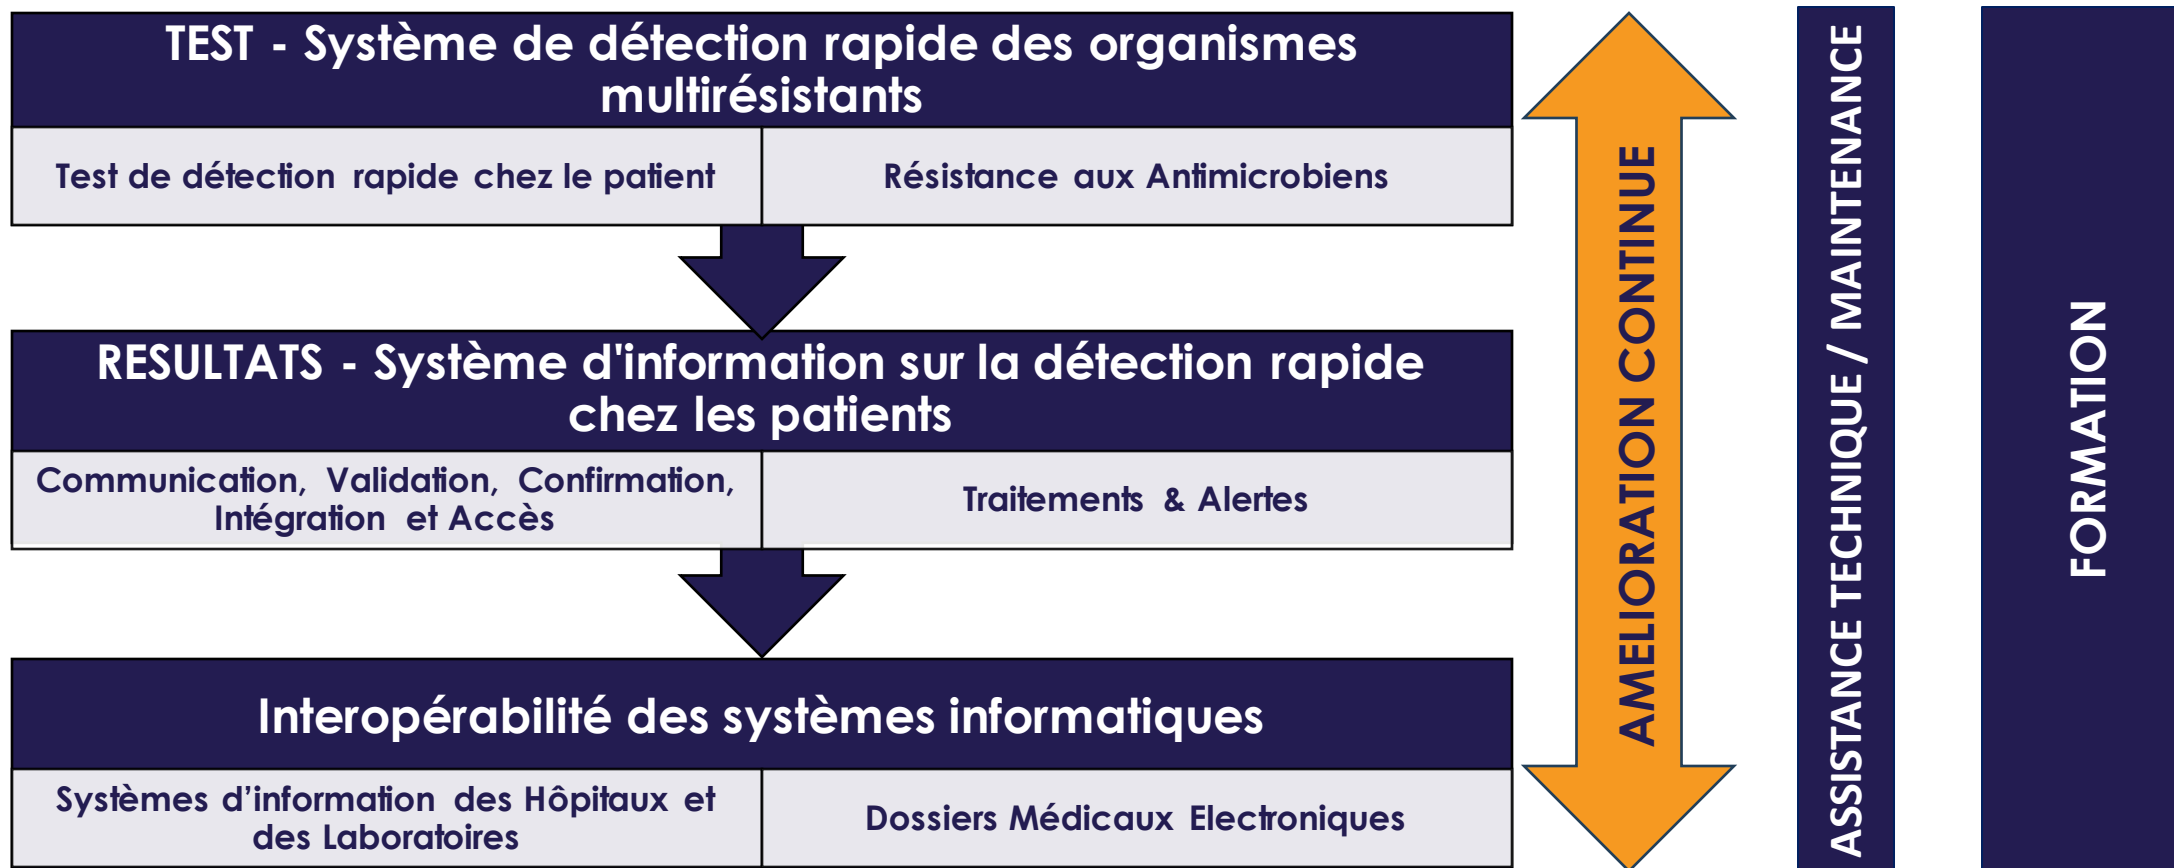 TEST - Système de détection rapide des organismes
multirésistants
Test de détection rapide chez le patient
Résistance aux Antimicrobiens
RESULTATS - Système d'information sur la détection rapide
chez les patients
Communication, Validation, Confirmation,
Intégration et Accès
Traitements & Alertes
Interopérabilité des systèmes informatiques
Systèmes d’information des Hôpitaux et
des Laboratoires
Dossiers Médicaux Electroniques
AMELIORATION CONTINUE
ASSISTANCE TECHNIQUE / MAINTENANCE
FORMATION